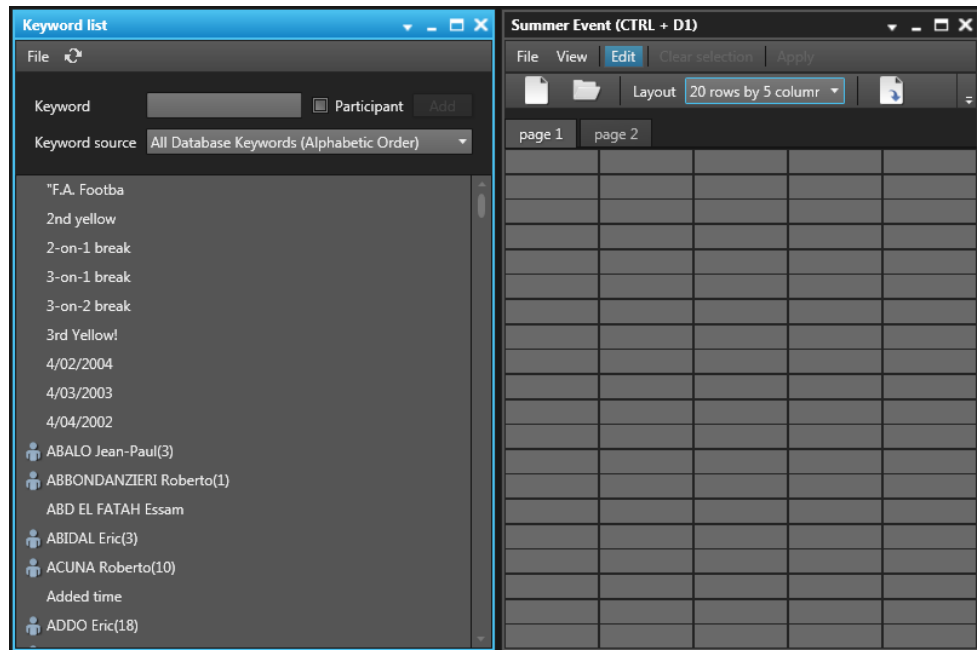 Keyword list
File
Keyword
Participant
Add
Keyword source
All Database Keywords (Alphabetic Order)
"F.A. Footba
2nd yellow
2-on-1 break
3-on-1 break
3-on-2 break
3rd Yellow!
4/02/2004
4/03/2003
4/04/2002
ABALO Jean-Paul(3)
ABBONDANZIERI Roberto(1)
ABD EL FATAH Essam
ABIDAL Eric(3)
ACUNA Roberto(10)
Added time
ADDO Eric(18)
Summer Event (CTRL + D1)
File View Edit Clear selection Apply
Layout 20 rows by 5 columr
page 1 page 2